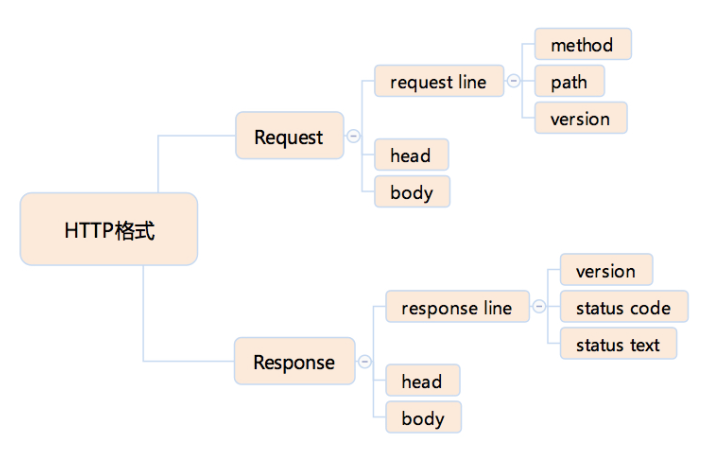 HTTP格式
Request
request line
method
path
version
head
body
Response
response line
version
status code
status text
head
body